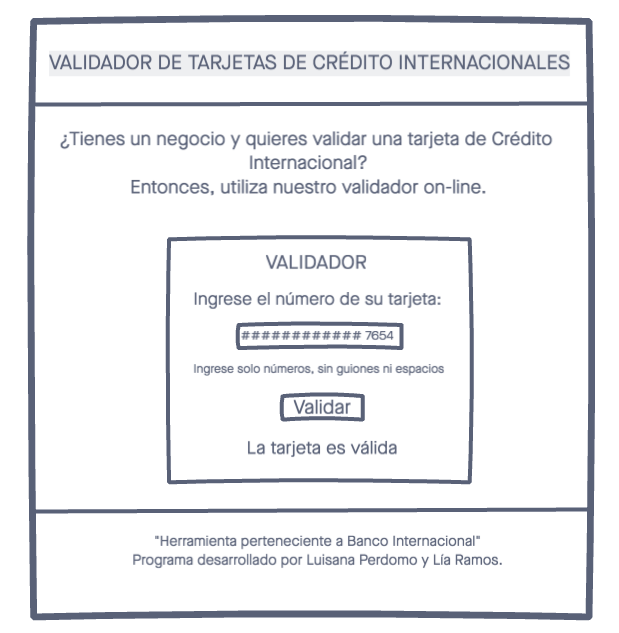 VALIDADOR DE TARJETAS DE CRÉDITO INTERNACIONALES
¿Tienes un negocio y quieres validar una tarjeta de Crédito
Internacional?
Entonces, utiliza nuestro validador on-line.
VALIDADOR
Ingrese el número de su tarjeta:
############ 7654
Ingrese solo números, sin guiones ni espacios
Validar
La tarjeta es válida
"Herramienta perteneciente a Banco Internacional"
Programa desarrollado por Luisana Perdomo y Lía Ramos.